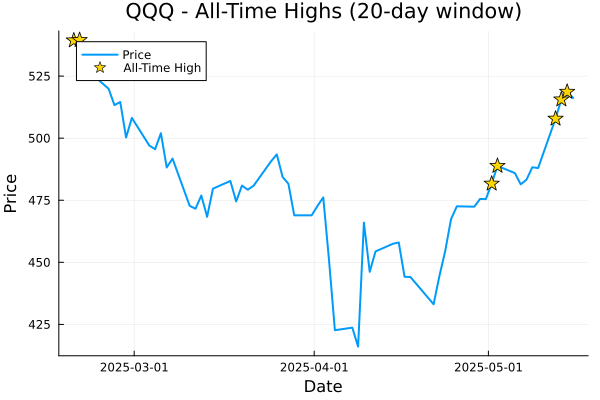 QQQ - All-Time Highs (20-day window)
Price
All-Time High
525
500
475
450
425
Price
2025-03-01
2025-04-01
2025-05-01
Date